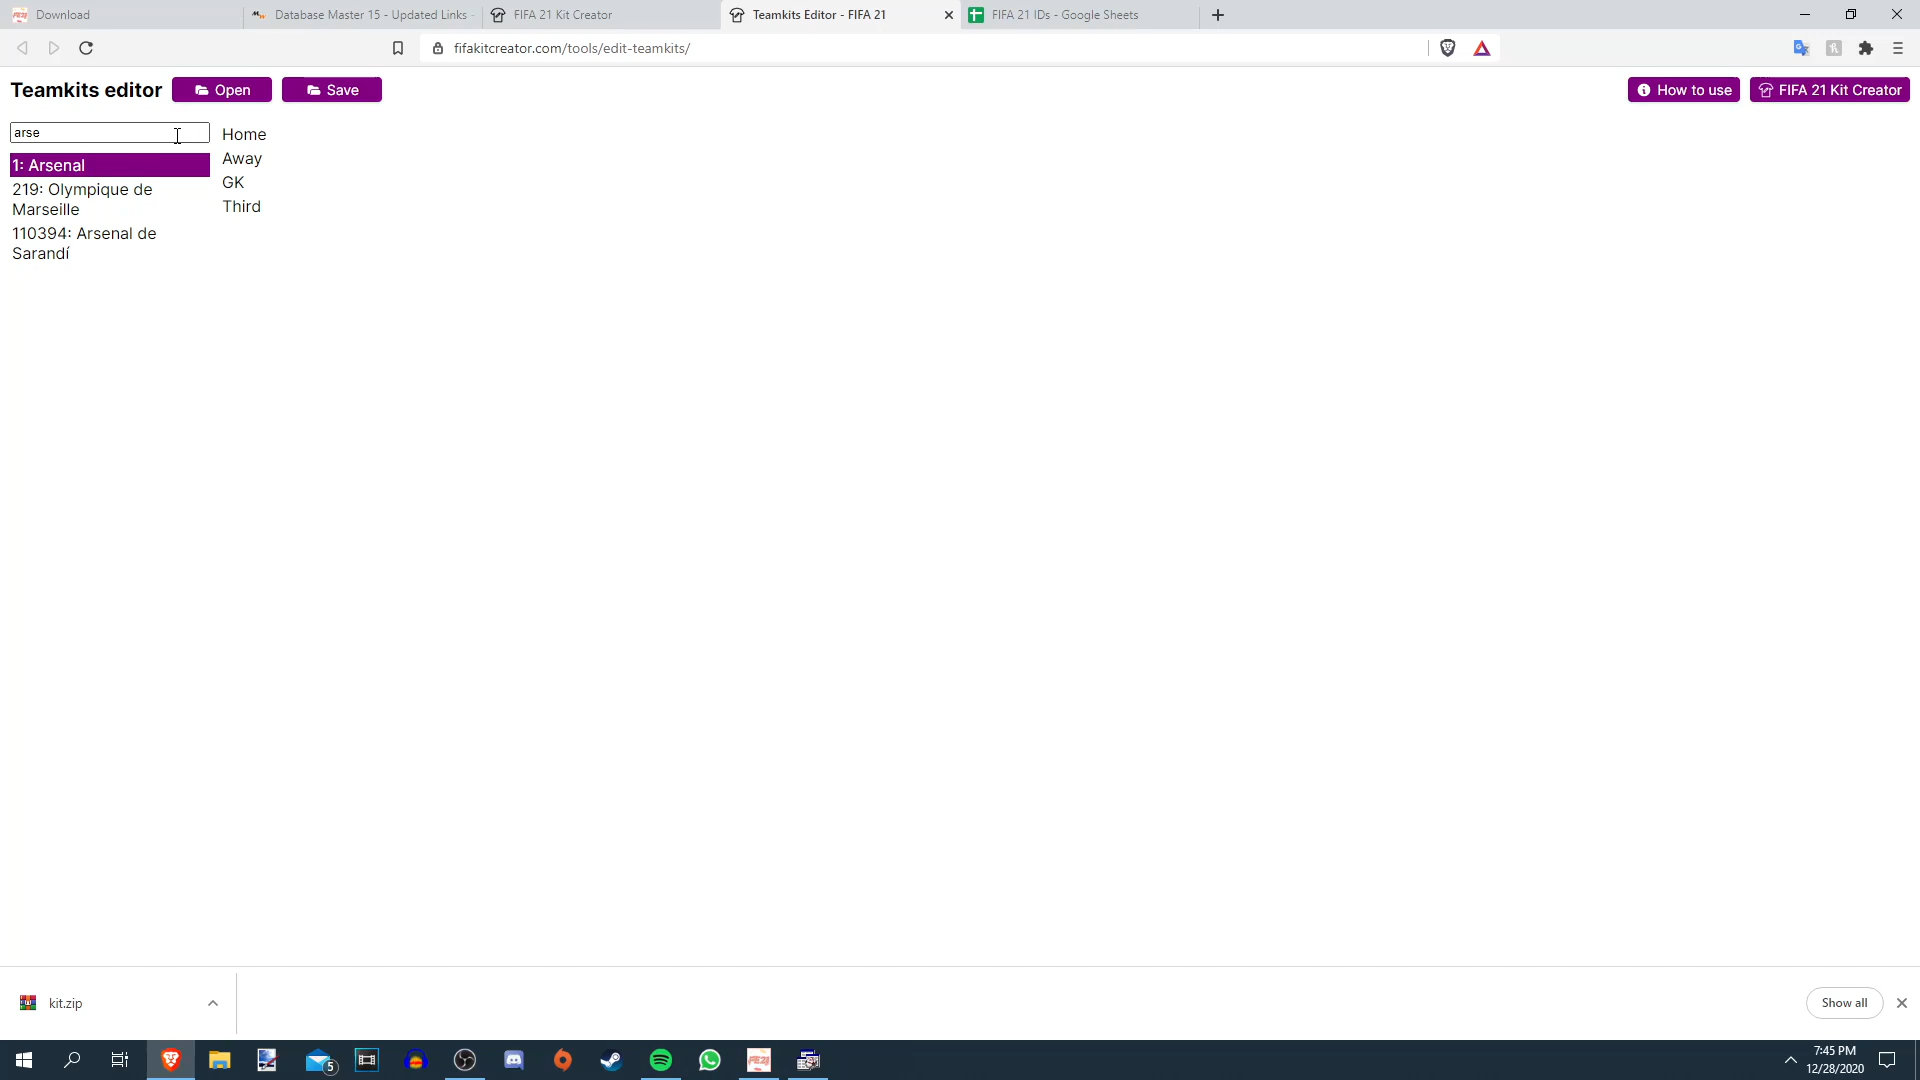 Download
Database Master 15 - Updated Links -
FIFA 21 Kit Creator
Teamkits Editor - FIFA 21
FIFA 21 IDs - Google Sheets
fifakitcreator.com/tools/edit-teamkits/
Teamkits editor
Open
Save
How to use
FIFA 21 Kit Creator
arse
1: Arsenal
219: Olympique de
Marseille
110394: Arsenal de
Sarandí
Home
Away
GK
Third
kit.zip
Show all
5
FE21
7:45 PM
12/28/2020